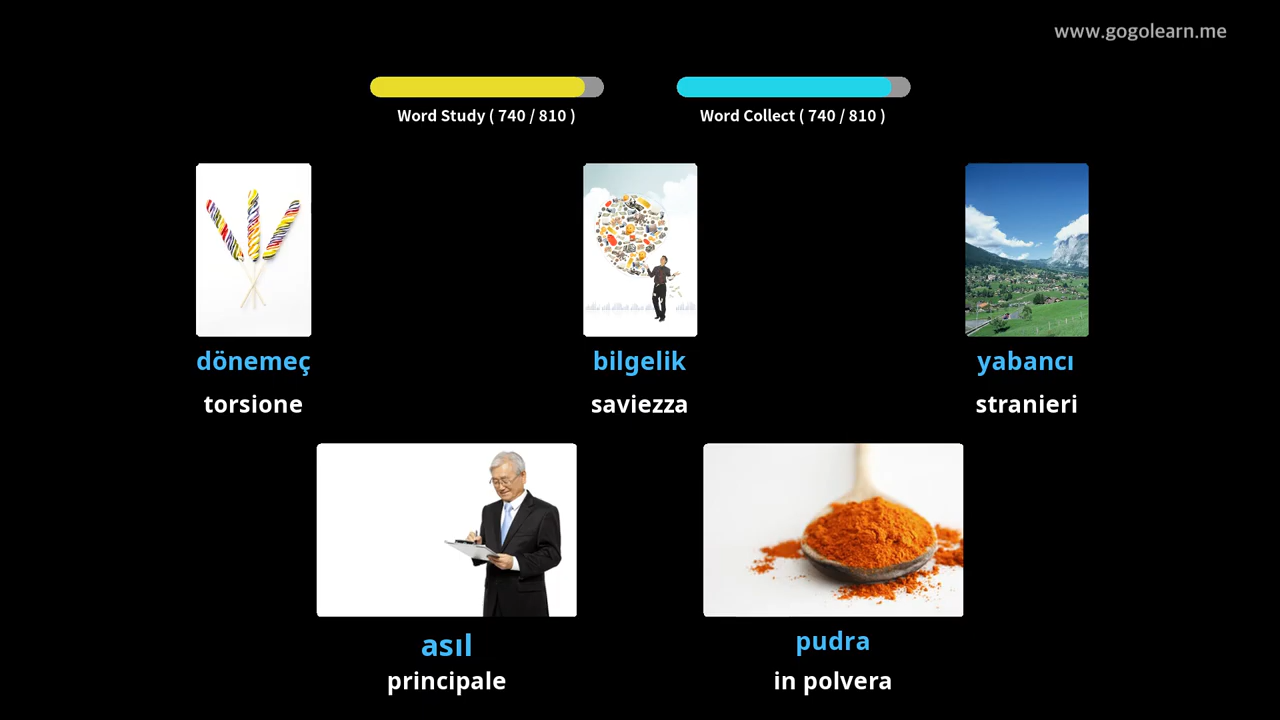 www.gogolearn.me
Word Study ( 740 / 810 )
Word Collect ( 740 / 810 )
dönemeç
torsione
bilgelik
saviezza
yabancı
stranieri
asıl
principale
pudra
in polvera